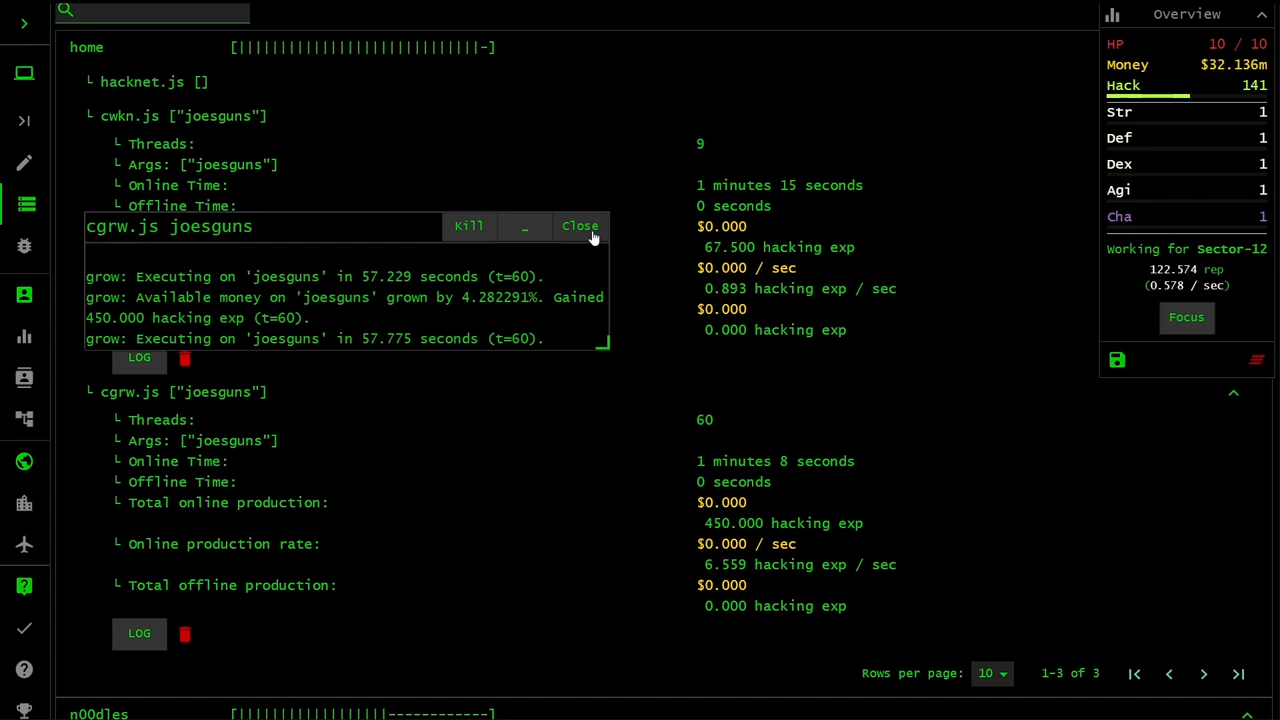 Overview
home [||||||||||||||||||||||||||||||-]
HP 10 / 10
Money $32.136m
Hack 141
└ hacknet.js []
Str 1
└ cwkn.js ["joesguns"]
Def 1
└ Threads: 9
Dex 1
└ Args: ["joesguns"]
└ Online Time: 1 minutes 15 seconds
Agi 1
└ Offline Time: 0 seconds
Cha 1
cgrw.js joesguns Kill _ Close
$0.000
67.500 hacking exp
Working for Sector-12
$0.000 / sec
122.574 rep
grow: Executing on 'joesguns' in 57.229 seconds (t=60).
(0.578 / sec)
0.893 hacking exp / sec
grow: Available money on 'joesguns' grown by 4.282291%. Gained
$0.000
450.000 hacking exp (t=60).
Focus
0.000 hacking exp
grow: Executing on 'joesguns' in 57.775 seconds (t=60).
LOG
└ cgrw.js ["joesguns"]
└ Threads: 60
└ Args: ["joesguns"]
└ Online Time: 1 minutes 8 seconds
└ Offline Time: 0 seconds
└ Total online production: $0.000
450.000 hacking exp
└ Online production rate: $0.000 / sec
6.559 hacking exp / sec
└ Total offline production: $0.000
0.000 hacking exp
LOG
Rows per page: 10 1-3 of 3
n00dles [||||||||||||||||||------------]